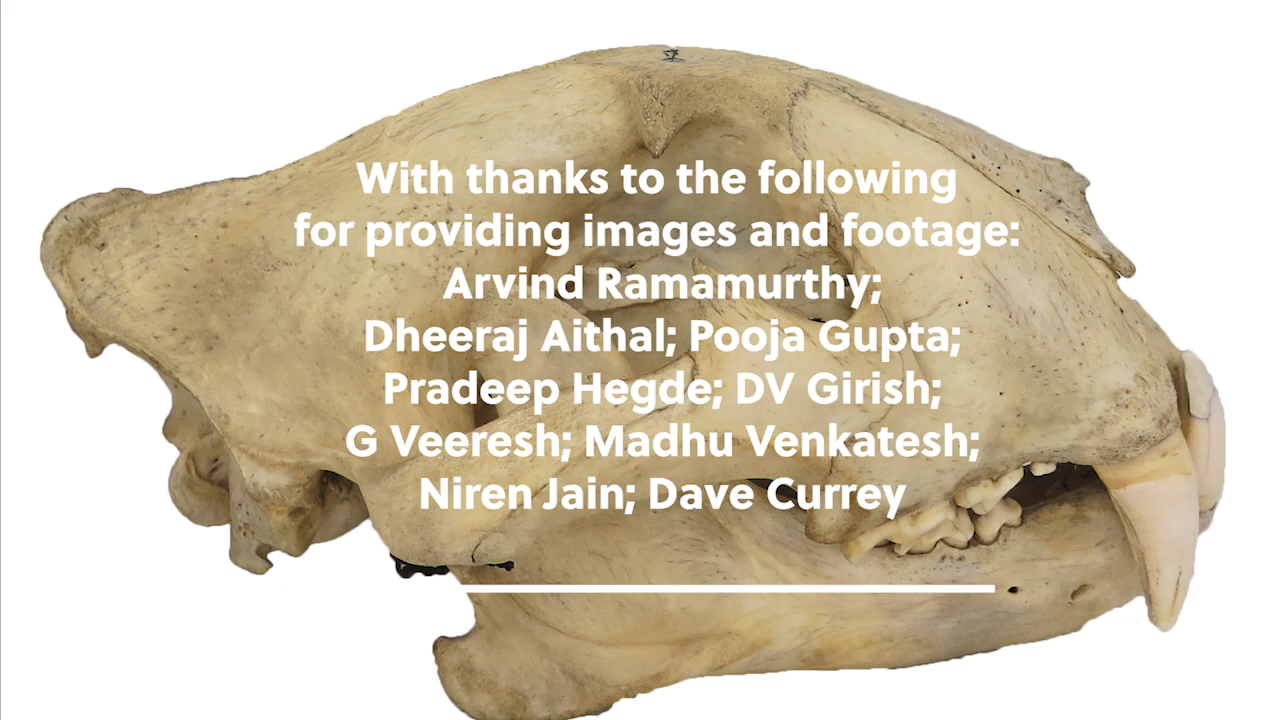 With thanks to the following
for providing images and footage:
Arvind Ramamurthy;
Dheeraj Aithal; Pooja Gupta;
Pradeep Hegde; DV Girish;
G Veeresh; Madhu Venkatesh;
Niren Jain; Dave Currey